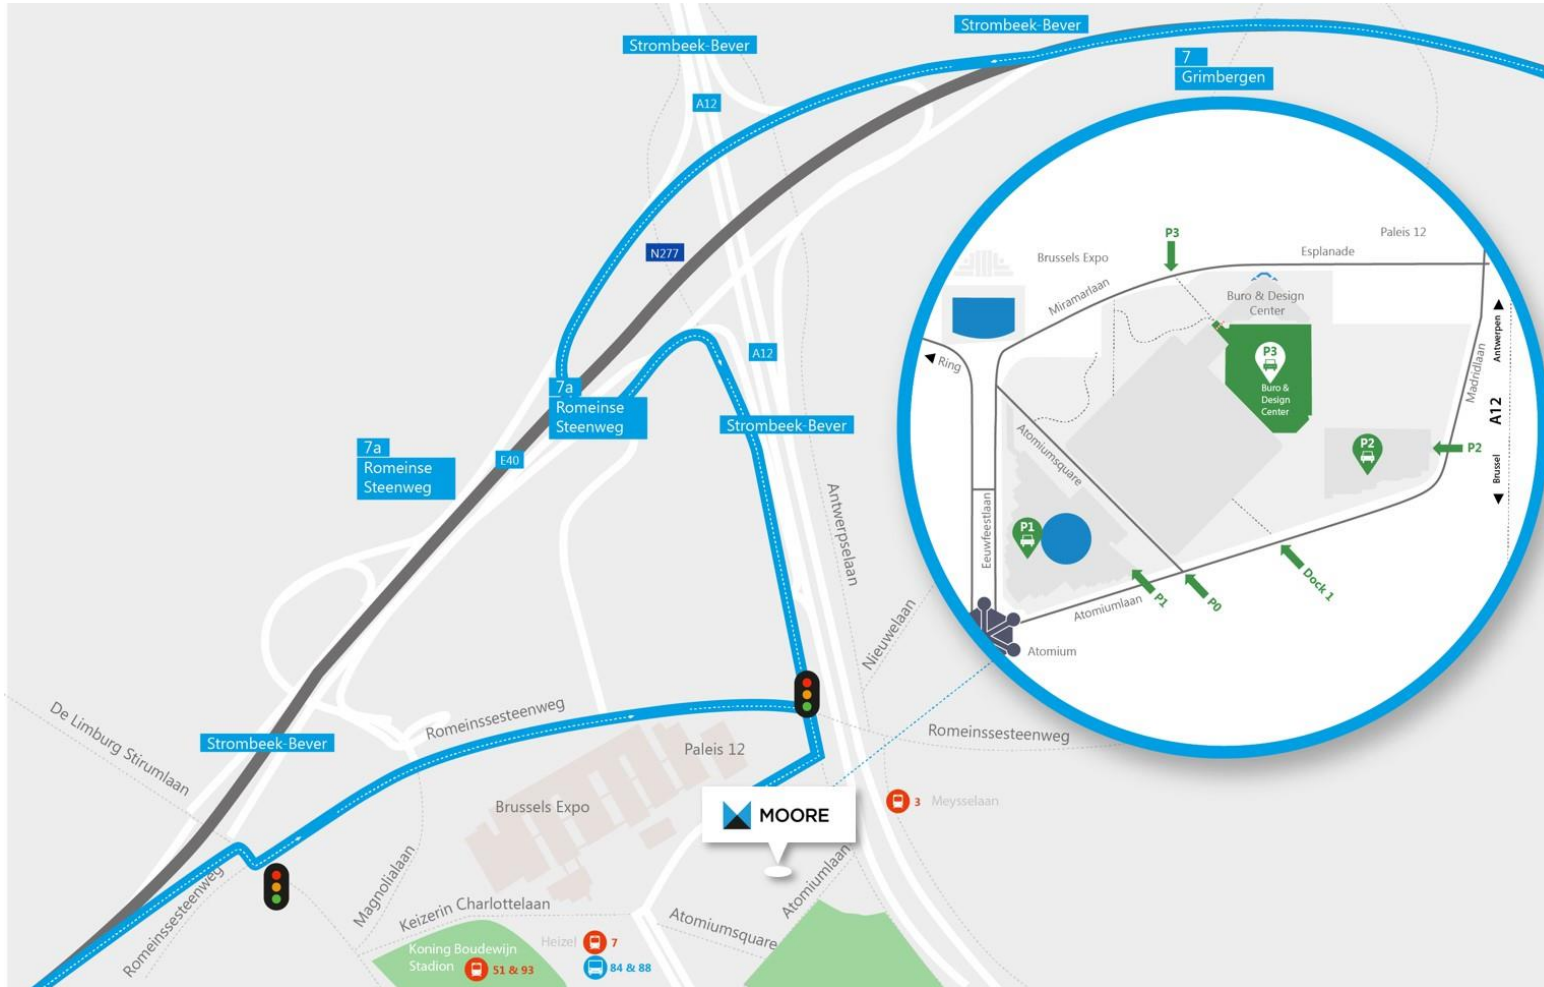 Strombeek-Bever
Strombeek-Bever
7
Grimbergen
A12
N277
A12
7a
Romeinse
Steenweg
Strombeek-Bever
7a
Romeinse
Steenweg
E40
Antwerpselaan
Nieuwelaan
De Limburg Stirumlaan
Strombeek-Bever
Romeinssesteenweg
Paleis 12
Romeinssesteenweg
Brussels Expo
MOORE
3 Meysselaan
Romeinssesteenweg
Magnolialaan
Keizerin Charlottelaan
Atomiumlaan
Atomiumsquare
Koning Boudewijn
Stadion
51 & 93
Heizel
7
84 & 88
P3
Paleis 12
Brussels Expo
Esplanade
Miramarlaan
Buro & Design
Center
Ring
P3
Buro &
Design
Center
Madridlaan
Antwerpen
A12
Brussel
P2
P2
Atomiumsquare
Eeuwfeestlaan
P1
P1
P0
Dock 1
Atomiumlaan
Atomium